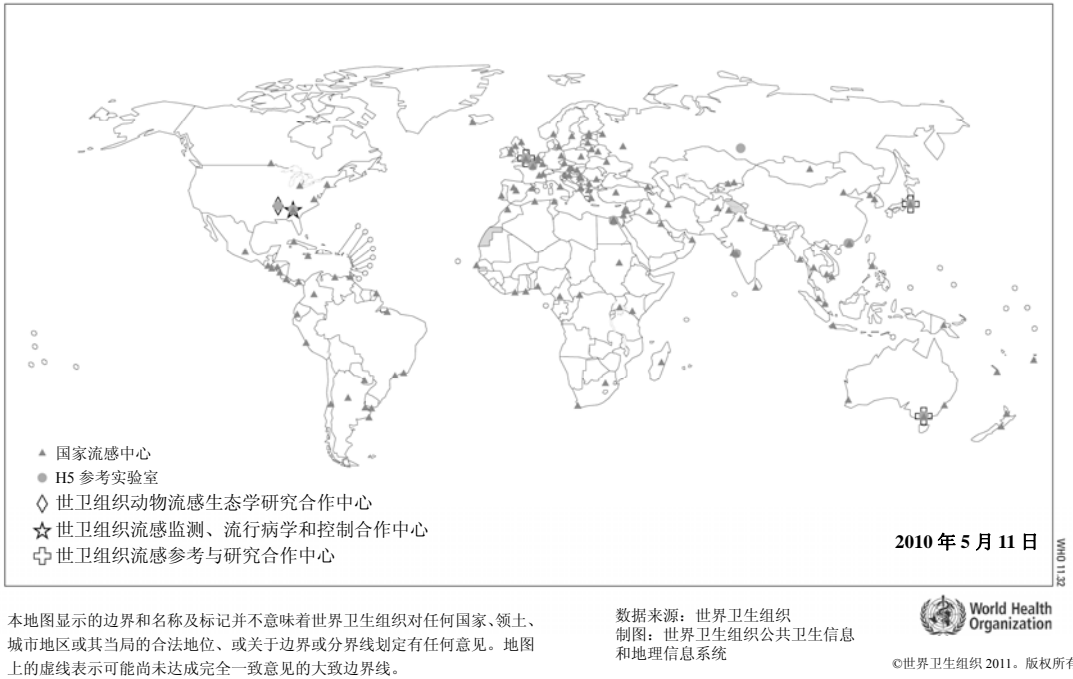 国家流感中心
H5 参考实验室
世卫组织动物流感生态学研究合作中心
世卫组织流感监测、流行病学和控制合作中心
世卫组织流感参考与研究合作中心
2010 年 5 月 11 日
WHO 11.32
本地图显示的边界和名称及标记并不意味着世界卫生组织对任何国家、领土、
城市地区或其当局的合法地位、或关于边界或分界线划定有任何意见。地图
上的虚线表示可能尚未达成完全一致意见的大致边界线。
数据来源：世界卫生组织
制图：世界卫生组织公共卫生信息
和地理信息系统
World Health
Organization
©世界卫生组织 2011。版权所有